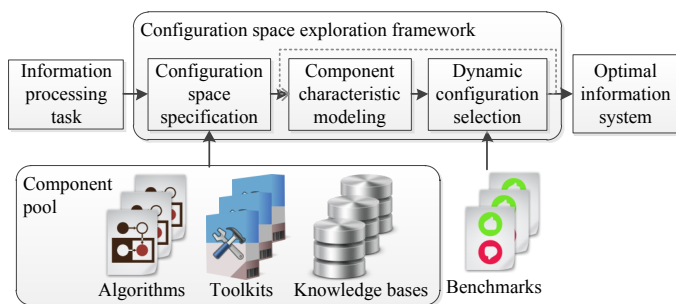 Configuration space exploration framework
Information
processing
task
Configuration
space
specification
Component
characteristic
modeling
Dynamic
configuration
selection
Optimal
information
system
Component
pool
Algorithms
Toolkits
Knowledge bases
Benchmarks